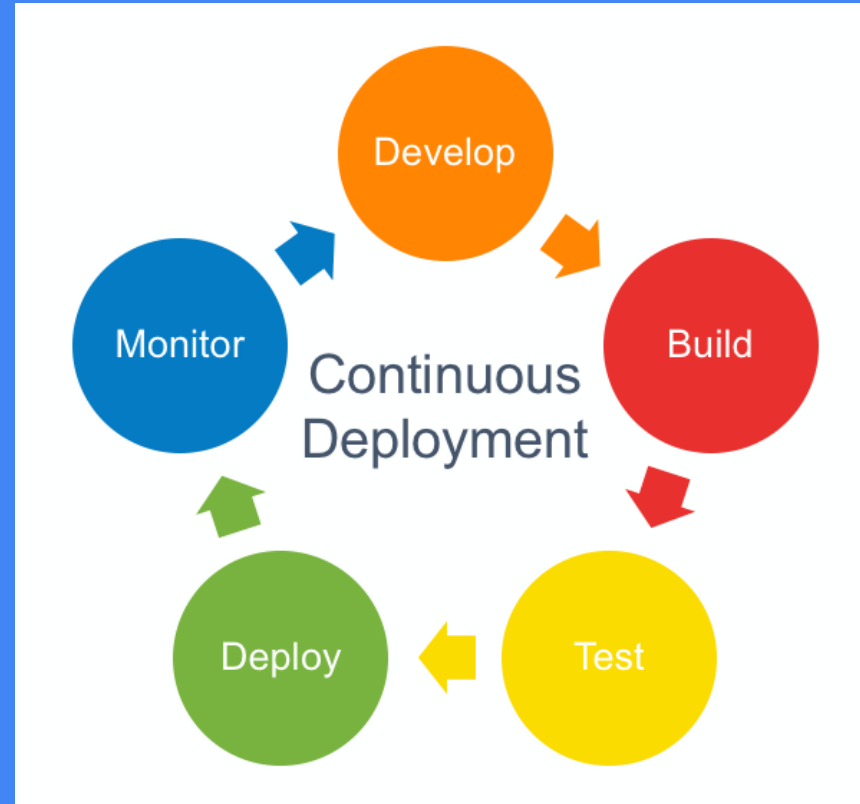 Develop
Build
Test
Deploy
Monitor
Continuous
Deployment